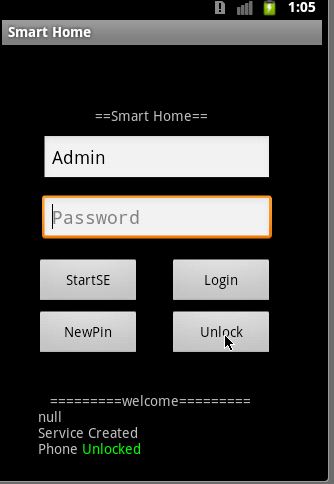 1:05
Smart Home
==Smart Home==
Admin
Password
StartSE Login
NewPin Unlock
=========welcome=========
null
Service Created
Phone Unlocked